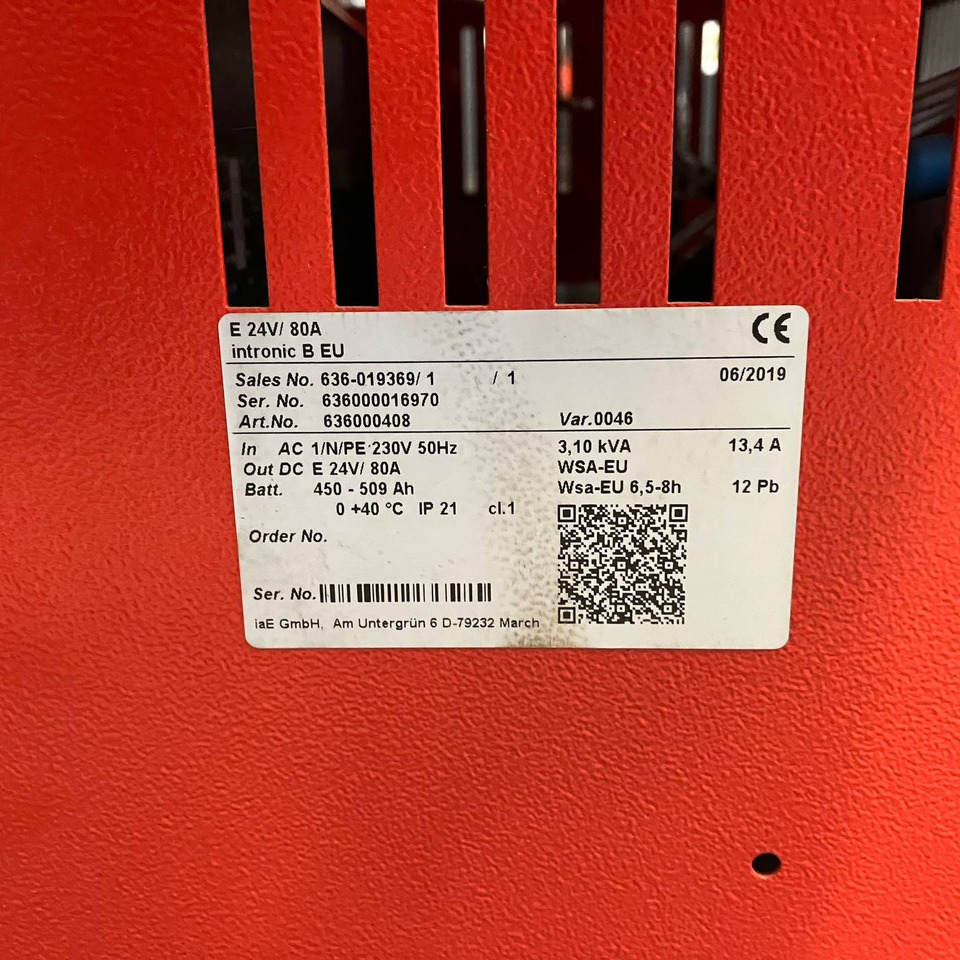 E 24V/ 80A
CE
intronic B EU
Sales No. 636-019369/ 1 / 1 06/2019
Ser. No. 636000016970
Art.No. 636000408 Var.0046
In AC 1/N/PE 230V 50Hz 3,10 kVA 13,4 A
Out DC E 24V/ 80A WSA-EU
Batt. 450 - 509 Ah Wsa-EU 6,5-8h 12 Pb
0 +40 °C IP 21 cl.1
Order No.
Ser. No.
iaE GmbH, Am Untergrün 6 D-79232 March